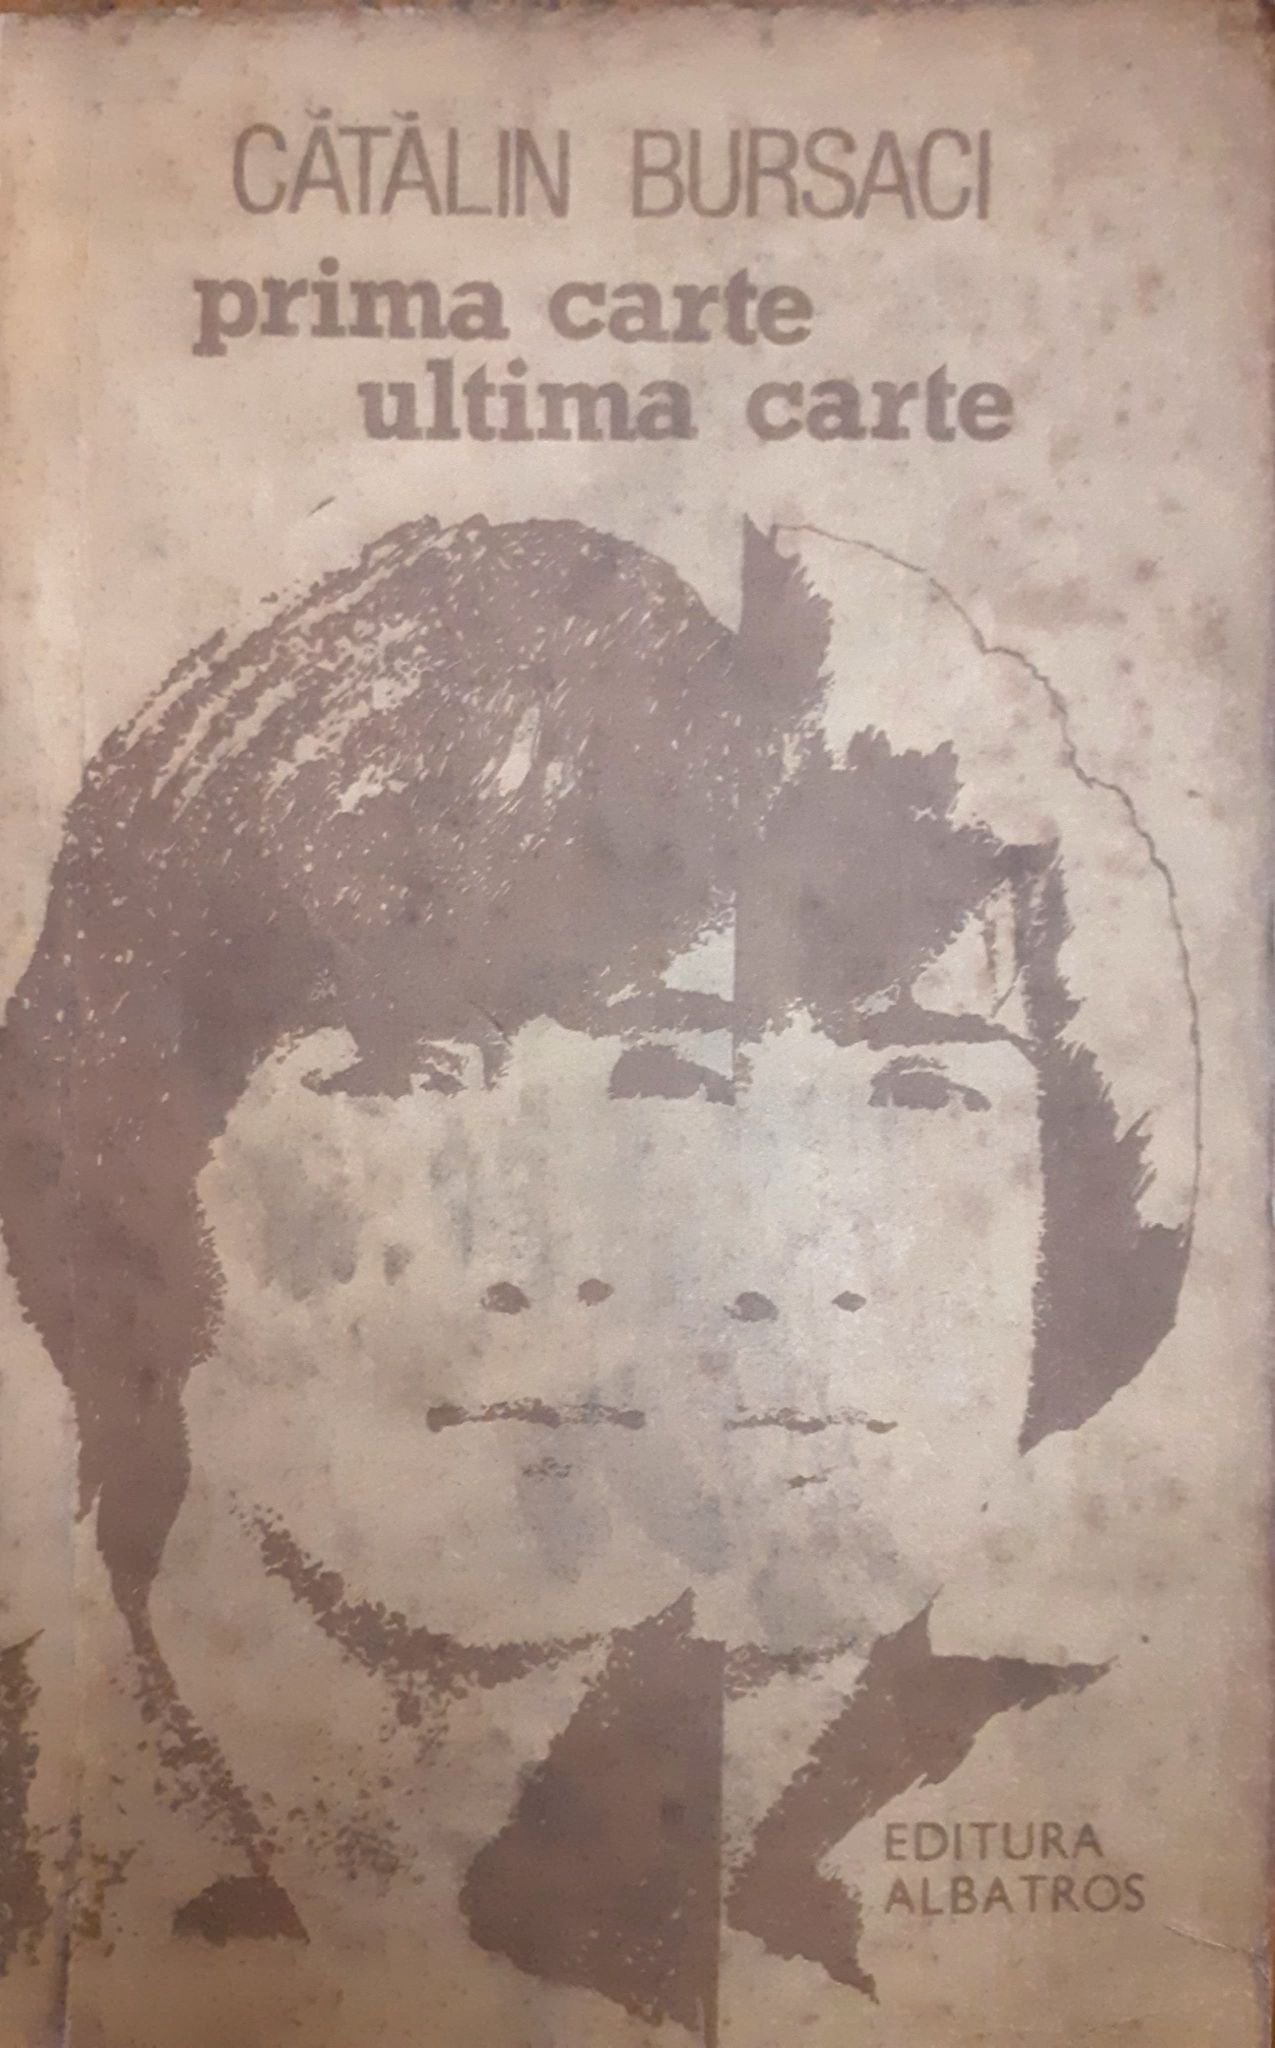 CĂTĂLIN BURSACI
prima carte
ultima carte
EDITURA
ALBATROS